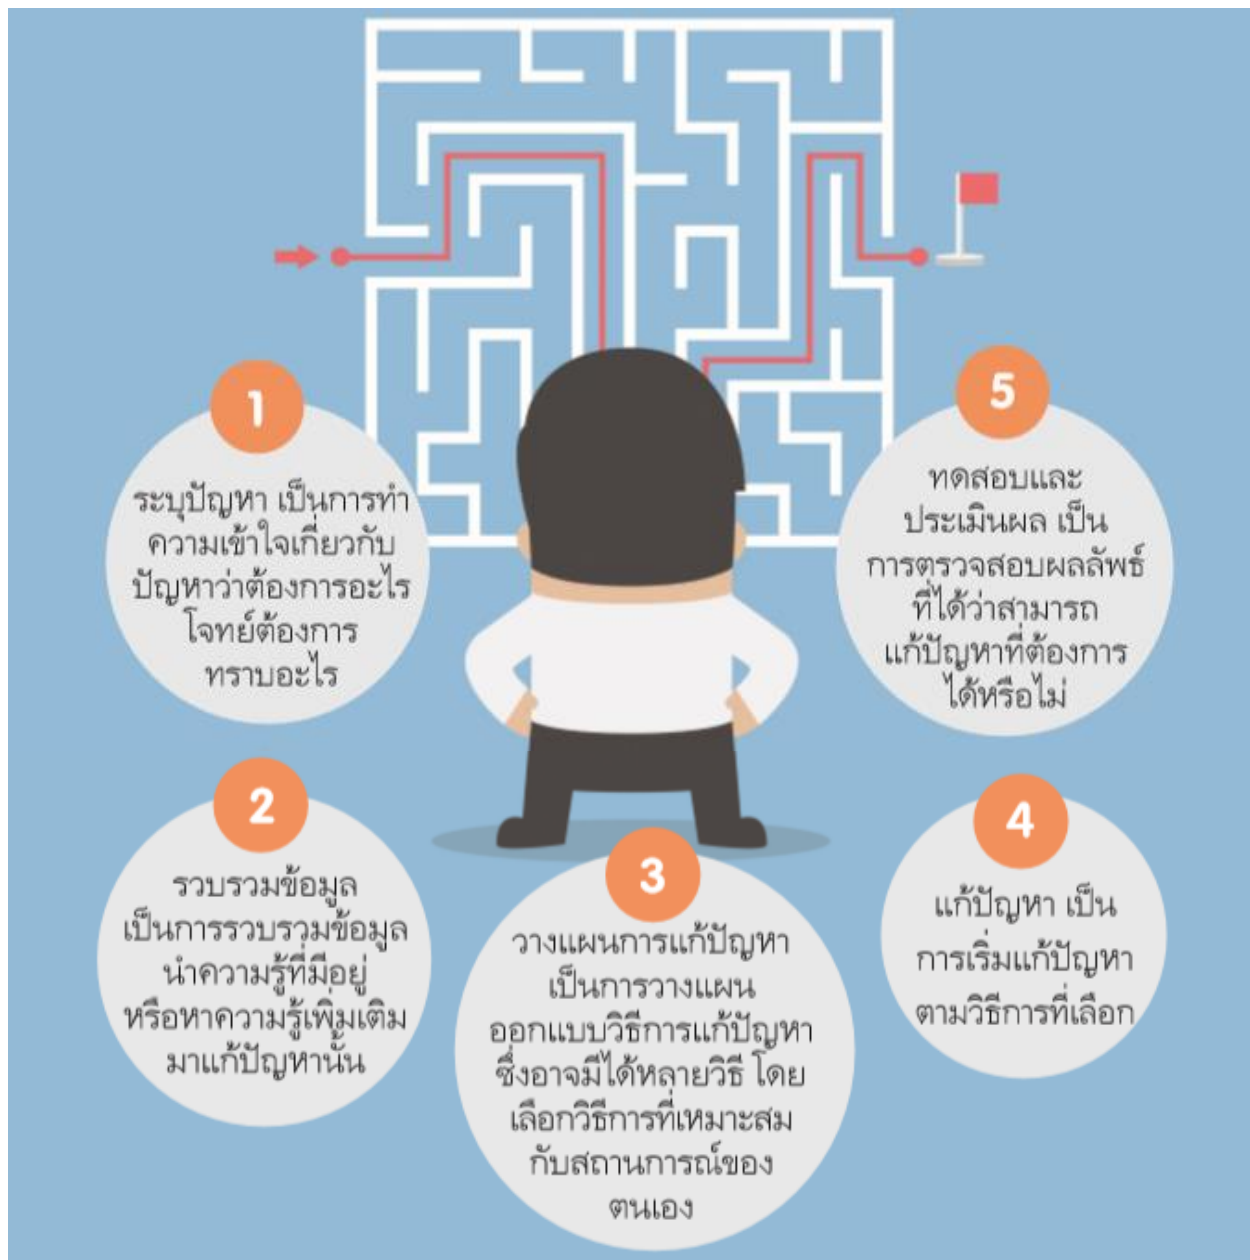 1
ระบุปัญหา เป็นการทำ
ความเข้าใจเกี่ยวกับ
ปัญหาว่าต้องการอะไร
โจทย์ต้องการ
ทราบอะไร
2
รวบรวมข้อมูล
เป็นการรวบรวมข้อมูล
นำความรู้ที่มีอยู่
หรือหาความรู้เพิ่มเติม
มาแก้ปัญหานั้น
3
วางแผนการแก้ปัญหา
เป็นการวางแผน
ออกแบบวิธีการแก้ปัญหา
ซึ่งอาจมีได้หลายวิธี โดย
เลือกวิธีการที่เหมาะสม
กับสถานการณ์ของ
ตนเอง
4
แก้ปัญหา เป็น
การเริ่มแก้ปัญหา
ตามวิธีการที่เลือก
5
ทดสอบและ
ประเมินผล เป็น
การตรวจสอบผลลัพธ์
ที่ได้ว่าสามารถ
แก้ปัญหาที่ต้องการ
ได้หรือไม่